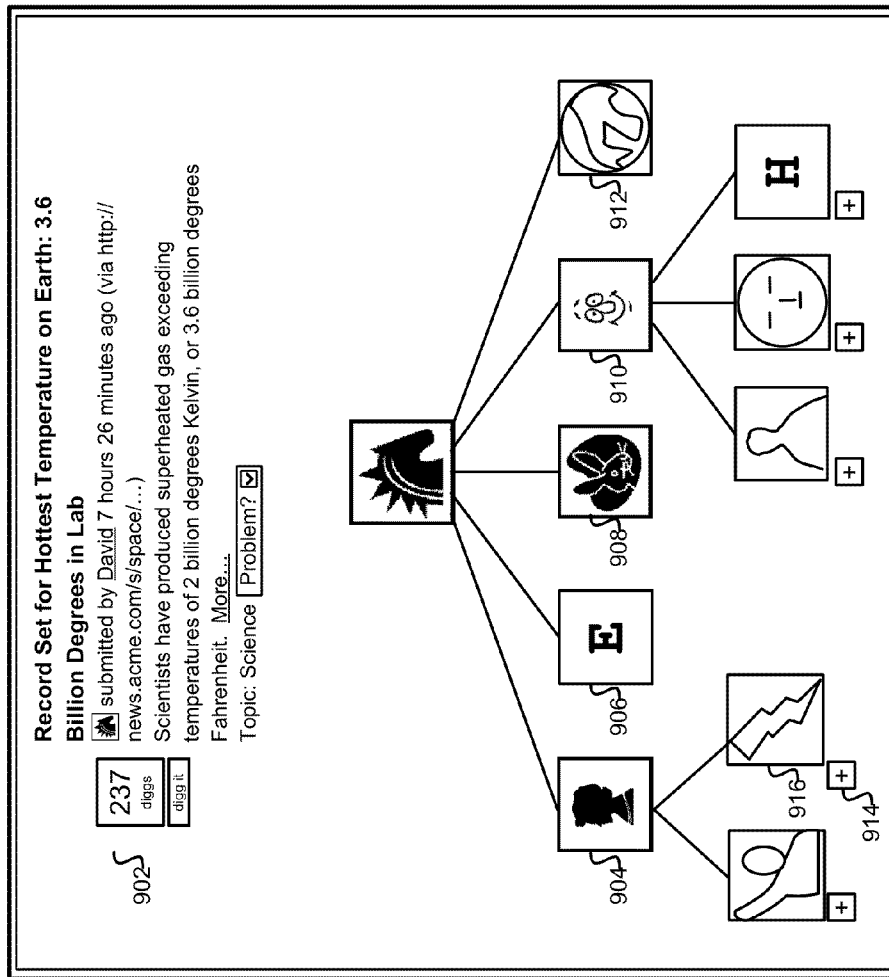 Record Set for Hottest Temperature on Earth: 3.6
Billion Degrees in Lab
submitted by David 7 hours 26 minutes ago (via http://
news.acme.com/s/space/...)
Scientists have produced superheated gas exceeding
temperatures of 2 billion degrees Kelvin, or 3.6 billion degrees
Fahrenheit. More...
Topic: Science Problem?
237
diggs
digg it
902
904
906
908
910
912
E
H
916
914
+
+
+
+
+